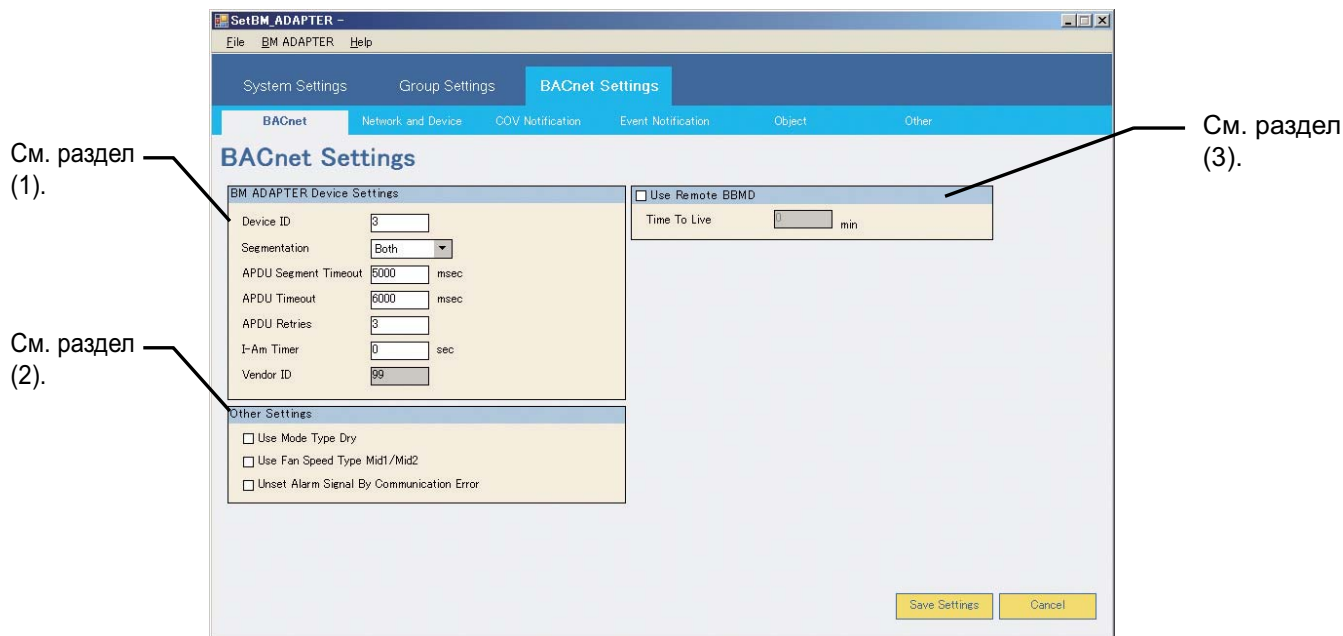 SetBM_ADAPTER -
File BM ADAPTER Help
System Settings Group Settings BACnet Settings
BACnet Network and Device COV Notification Event Notification Object Other
BACnet Settings
См. раздел
(1).
См. раздел
(3).
BM ADAPTER Device Settings
Device ID 3
Segmentation Both
APDU Segment Timeout 5000 msec
APDU Timeout 6000 msec
APDU Retries 3
I-Am Timer 0 sec
Vendor ID 99
Use Remote BBMD
Time To Live 0 min
См. раздел
(2).
Other Settings
Use Mode Type Dry
Use Fan Speed Type Mid1/Mid2
Unset Alarm Signal By Communication Error
Save Settings Cancel